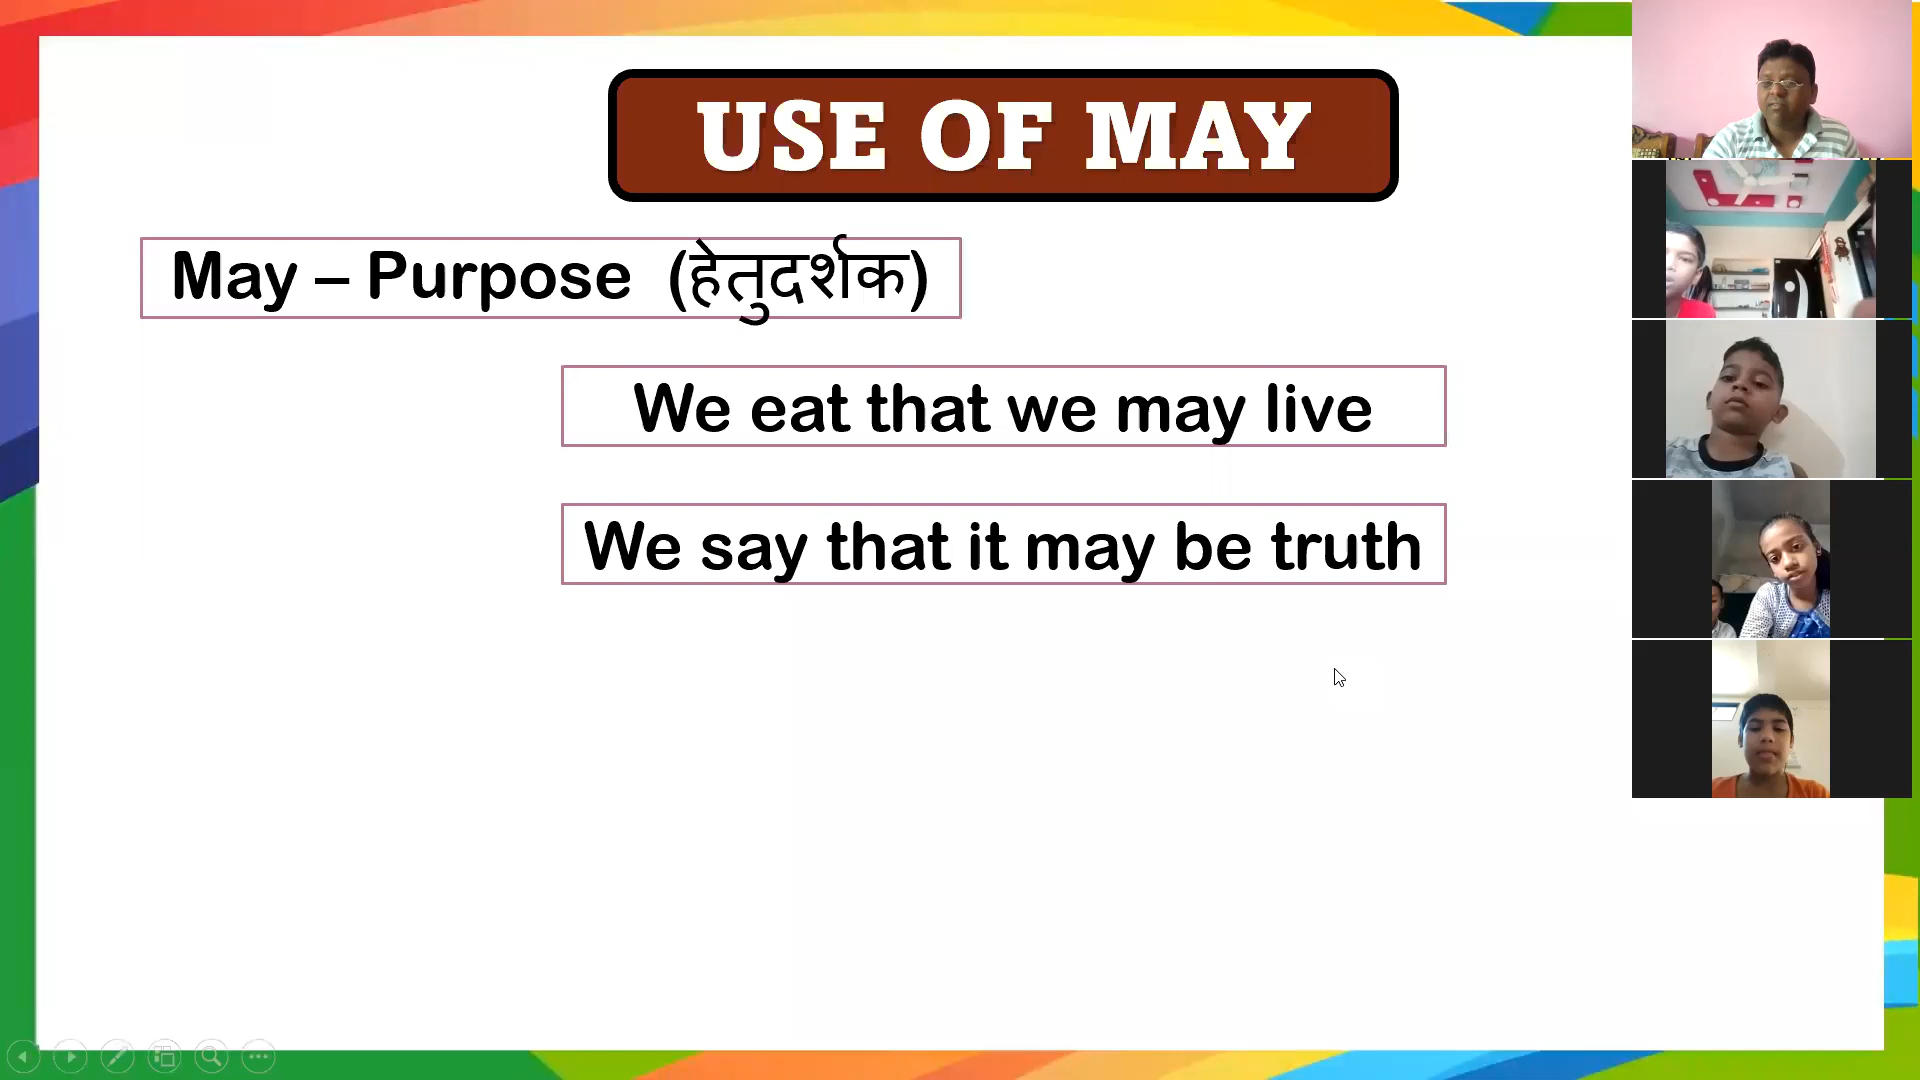 USE OF MAY
May – Purpose (हेतुदर्शक)
We eat that we may live
We say that it may be truth